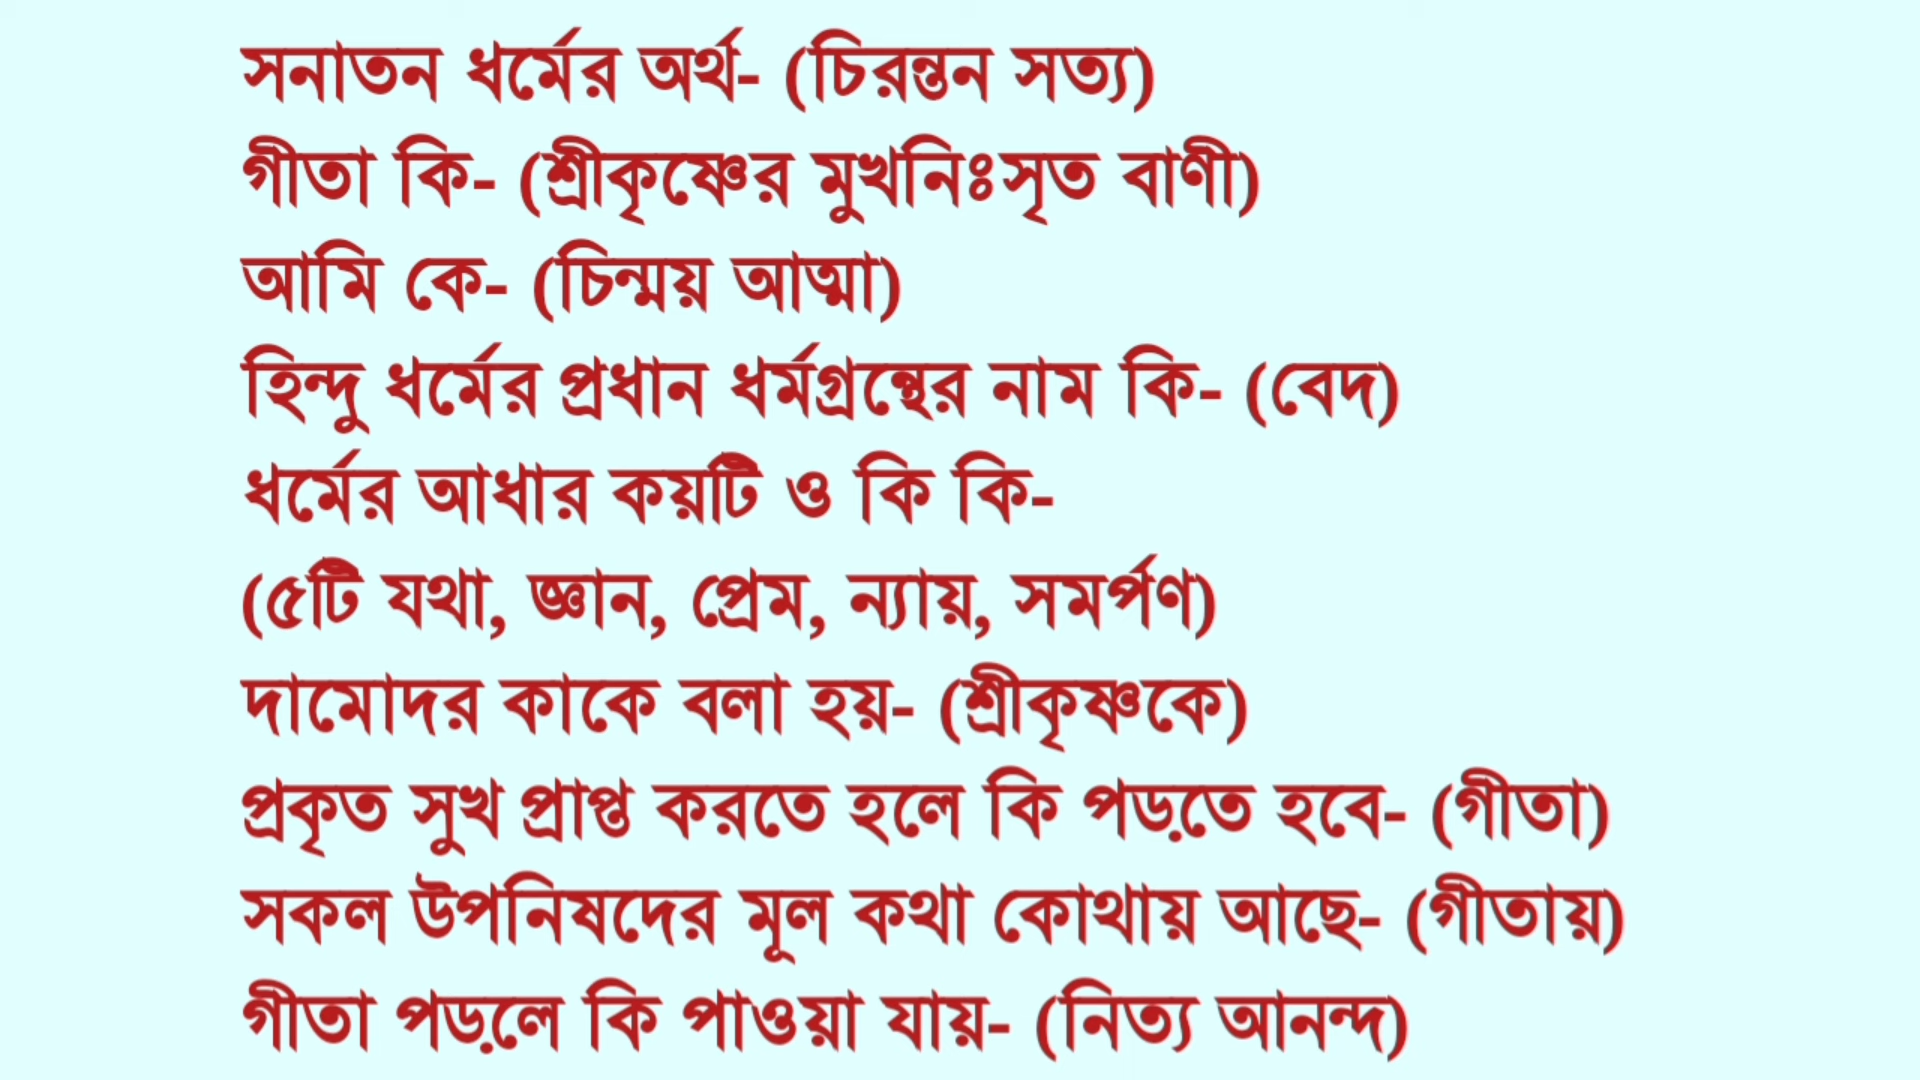 সনাতন ধর্মের অর্থ- (চিরন্তন সত্য)
গীতা কি- (শ্রীকৃষ্ণের মুখনিঃসৃত বাণী)
আমি কে- (চিন্ময় আত্মা)
হিন্দু ধর্মের প্রধান ধর্মগ্রন্থের নাম কি- (বেদ)
ধর্মের আধার কয়টি ও কি কি-
(৫টি যথা, জ্ঞান, প্রেম, ন্যায়, সমর্পণ)
দামোদর কাকে বলা হয়- (শ্রীকৃষ্ণকে)
প্রকৃত সুখ প্রাপ্ত করতে হলে কি পড়তে হবে- (গীতা)
সকল উপনিষদের মূল কথা কোথায় আছে- (গীতায়)
গীতা পড়লে কি পাওয়া যায়- (নিত্য আনন্দ)